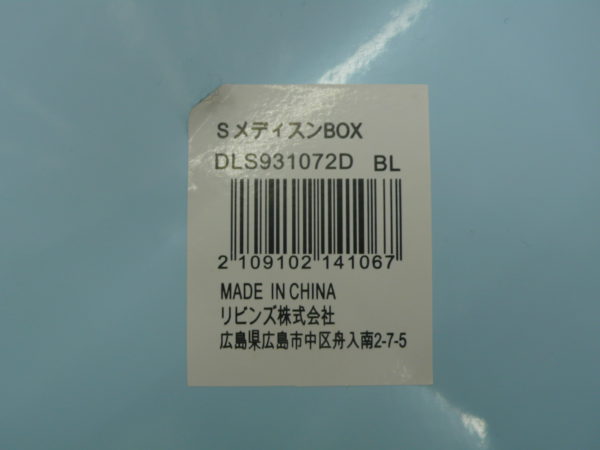 SメディスンBOX
DLS931072D BL
2 109102 141067
MADE IN CHINA
リビンズ株式会社
広島県広島市中区舟入南2-7-5